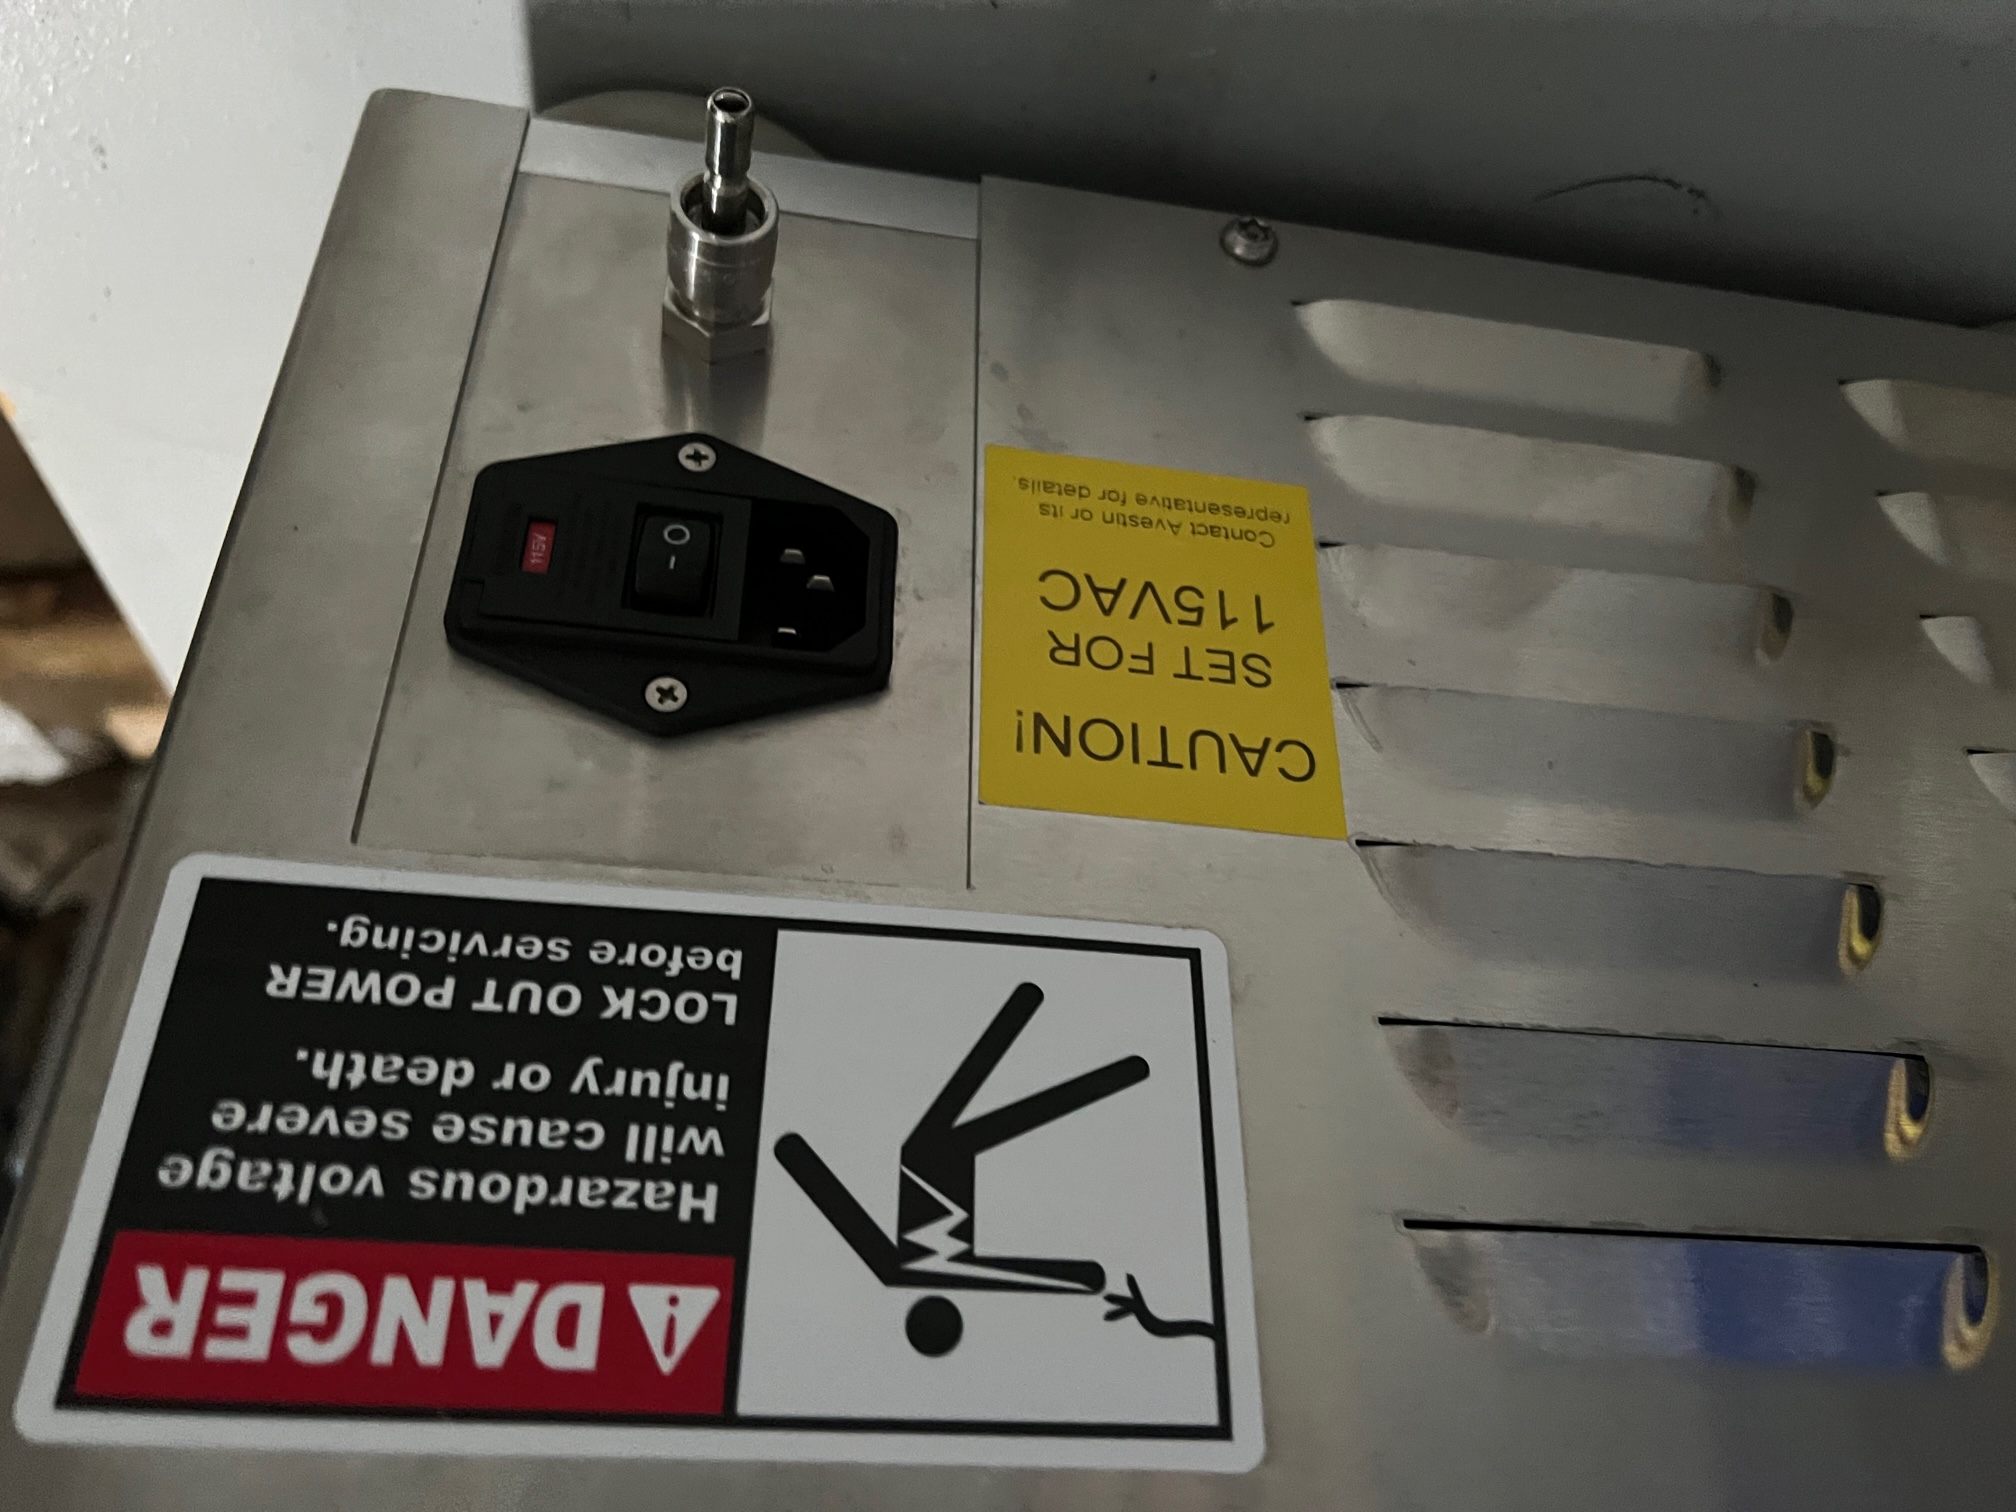 DANGER
Hazardous voltage
will cause severe
injury or death.
LOCK OUT POWER
before servicing.
CAUTION!
SET FOR
115VAC
Contact Avestin or its
representative for details.
115V